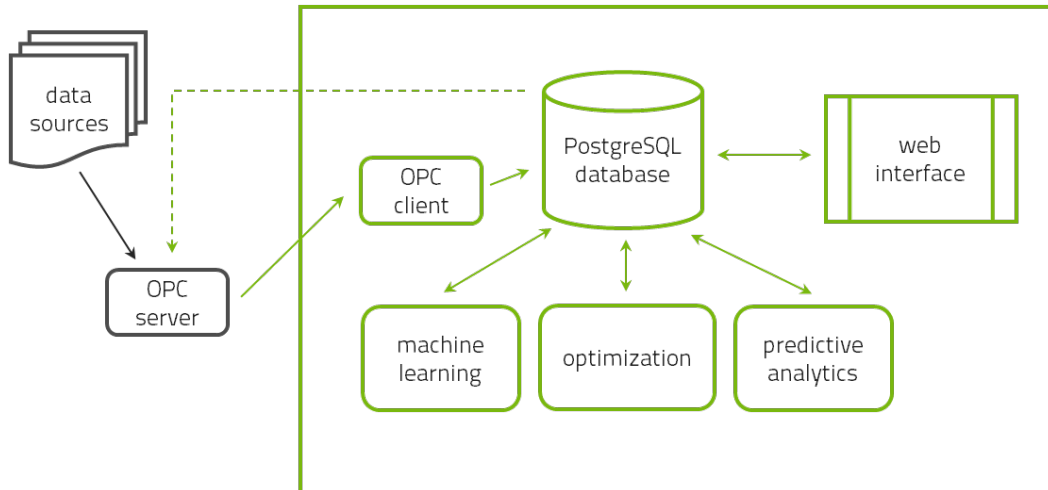 data
sources
OPC
server
OPC
client
PostgreSQL
database
web
interface
machine
learning
optimization
predictive
analytics